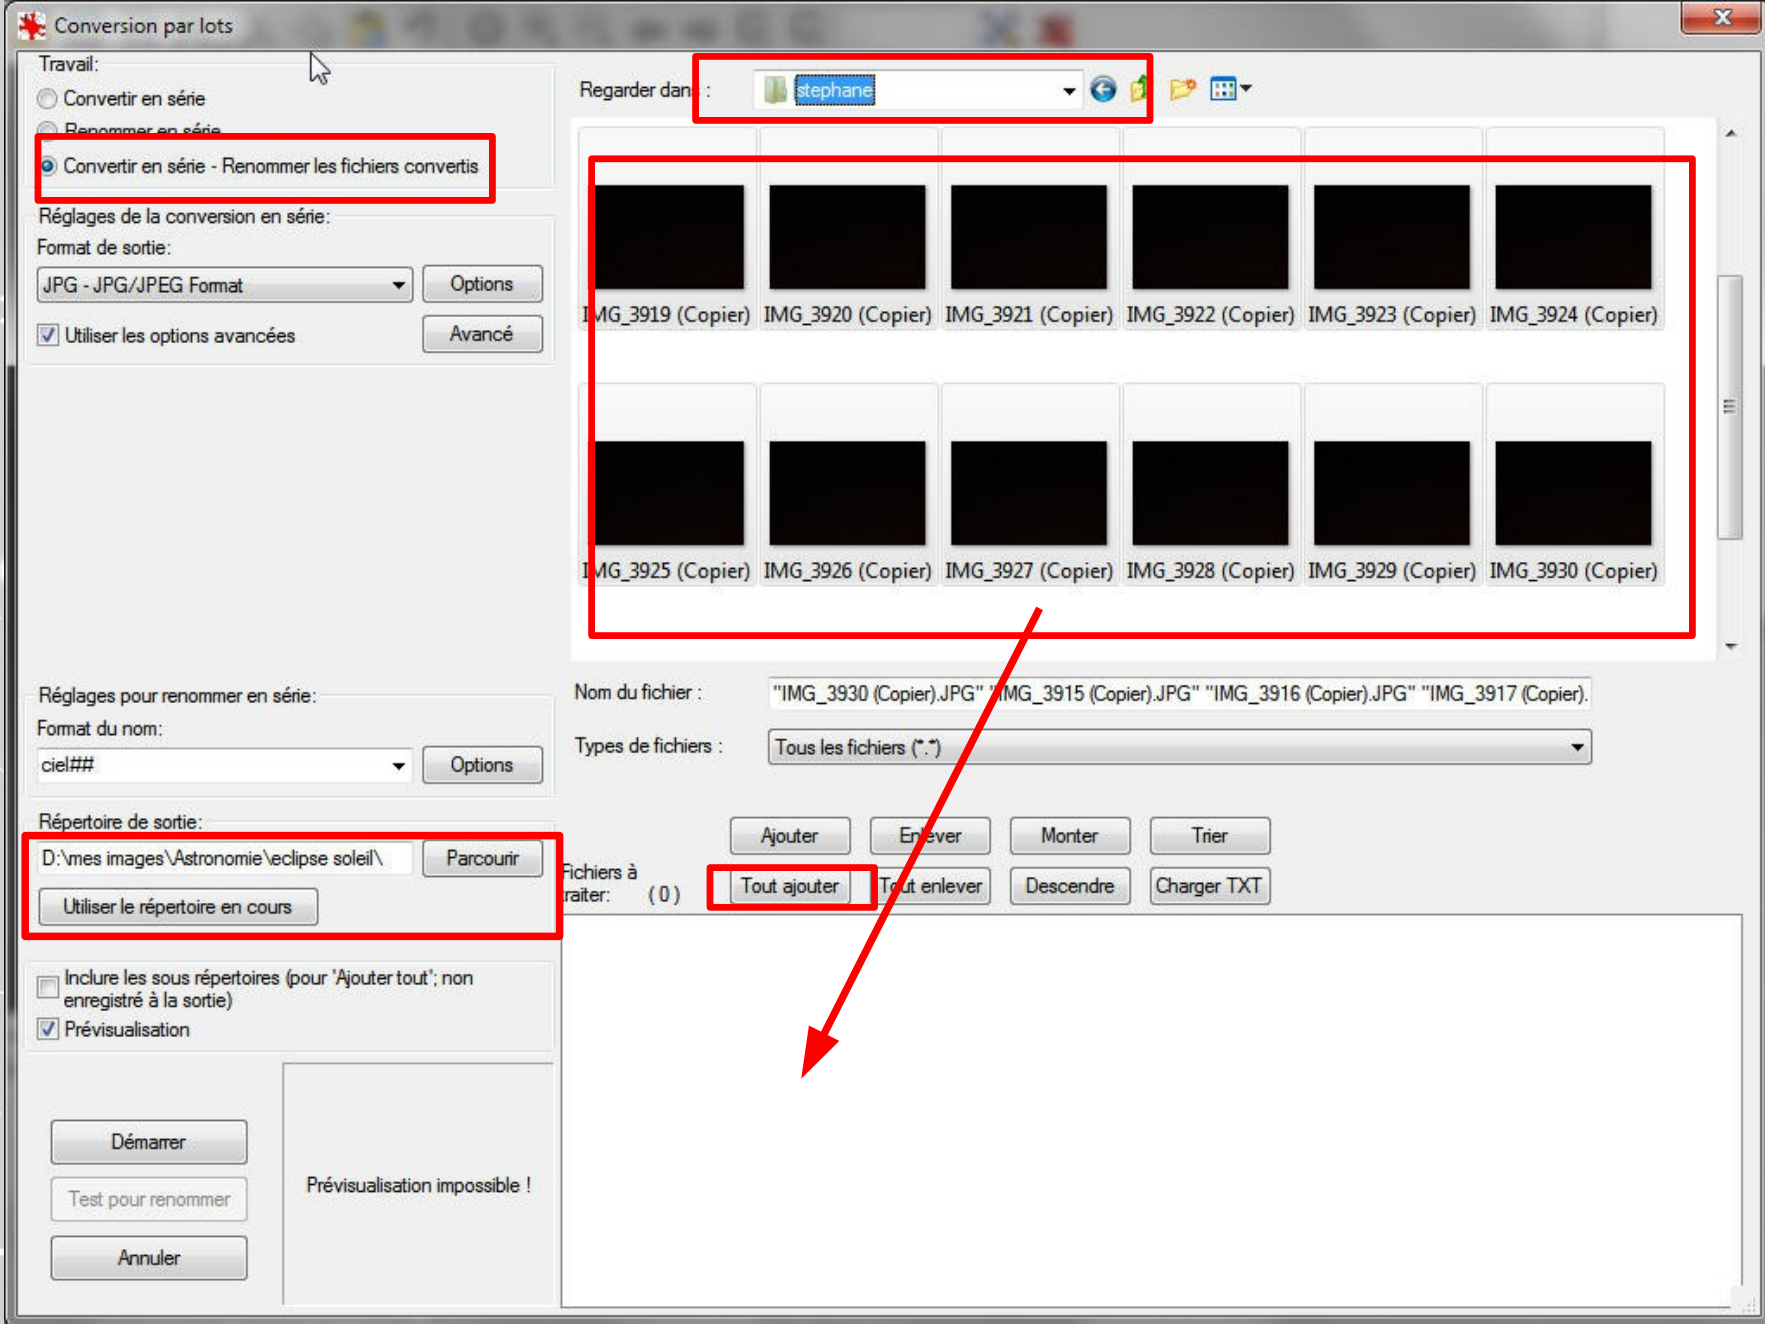 Conversion par lots
Travail:
Convertir en série
Renommer en série
Convertir en série - Renommer les fichiers convertis
Réglages de la conversion en série:
Format de sortie:
JPG - JPG/JPEG Format
Options
Utiliser les options avancées
Avancé
Réglages pour renommer en série:
Format du nom:
ciel##
Options
Répertoire de sortie:
D:\mes images\Astronomie\eclipse soleil\
Parcourir
Utiliser le répertoire en cours
Inclure les sous répertoires (pour 'Ajouter tout'; non
enregistré à la sortie)
Prévisualisation
Démarrer
Test pour renommer
Annuler
Prévisualisation impossible !
Regarder dans :
stephane
IMG_3919 (Copier) IMG_3920 (Copier) IMG_3921 (Copier) IMG_3922 (Copier) IMG_3923 (Copier) IMG_3924 (Copier)
IMG_3925 (Copier) IMG_3926 (Copier) IMG_3927 (Copier) IMG_3928 (Copier) IMG_3929 (Copier) IMG_3930 (Copier)
Nom du fichier : "IMG_3930 (Copier).JPG" "IMG_3915 (Copier).JPG" "IMG_3916 (Copier).JPG" "IMG_3917 (Copier).
Types de fichiers : Tous les fichiers (*.*)
Ajouter Enlever Monter Trier
Fichiers à
traiter: ( 0 )
Tout ajouter Tout enlever Descendre Charger TXT